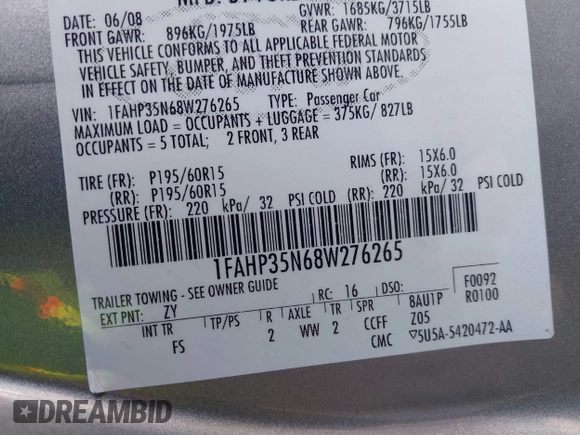 DATE: 06/08
GVWR: 1685KG/3715LB
FRONT GAWR: 896KG/1975LB
REAR GAWR: 796KG/1755LB
THIS VEHICLE CONFORMS TO ALL APPLICABLE FEDERAL MOTOR
VEHICLE SAFETY, BUMPER, AND THEFT PREVENTION STANDARDS
IN EFFECT ON THE DATE OF MANUFACTURE SHOWN ABOVE.
VIN: 1FAHP35N68W276265 TYPE: Passenger Car
MAXIMUM LOAD = OCCUPANTS + LUGGAGE = 375KG/ 827LB
OCCUPANTS = 5 TOTAL; 2 FRONT, 3 REAR
TIRE (FR): P195/60R15 RIMS (FR): 15X6.0
(RR): P195/60R15 (RR): 15X6.0
PRESSURE (FR): 220 kPa/ 32 PSI COLD (RR): 220 kPa/ 32 PSI COLD
1FAHP35N68W276265
TRAILER TOWING - SEE OWNER GUIDE
EXT PNT: ZY RC: 16 DSO: F0092
INT TR TP/PS R AXLE TR SPR 8AU1P R0100
FS 2 WW 2 CCFF Z05
CMC ▽5U5A-5420472-AA
DREAMBID